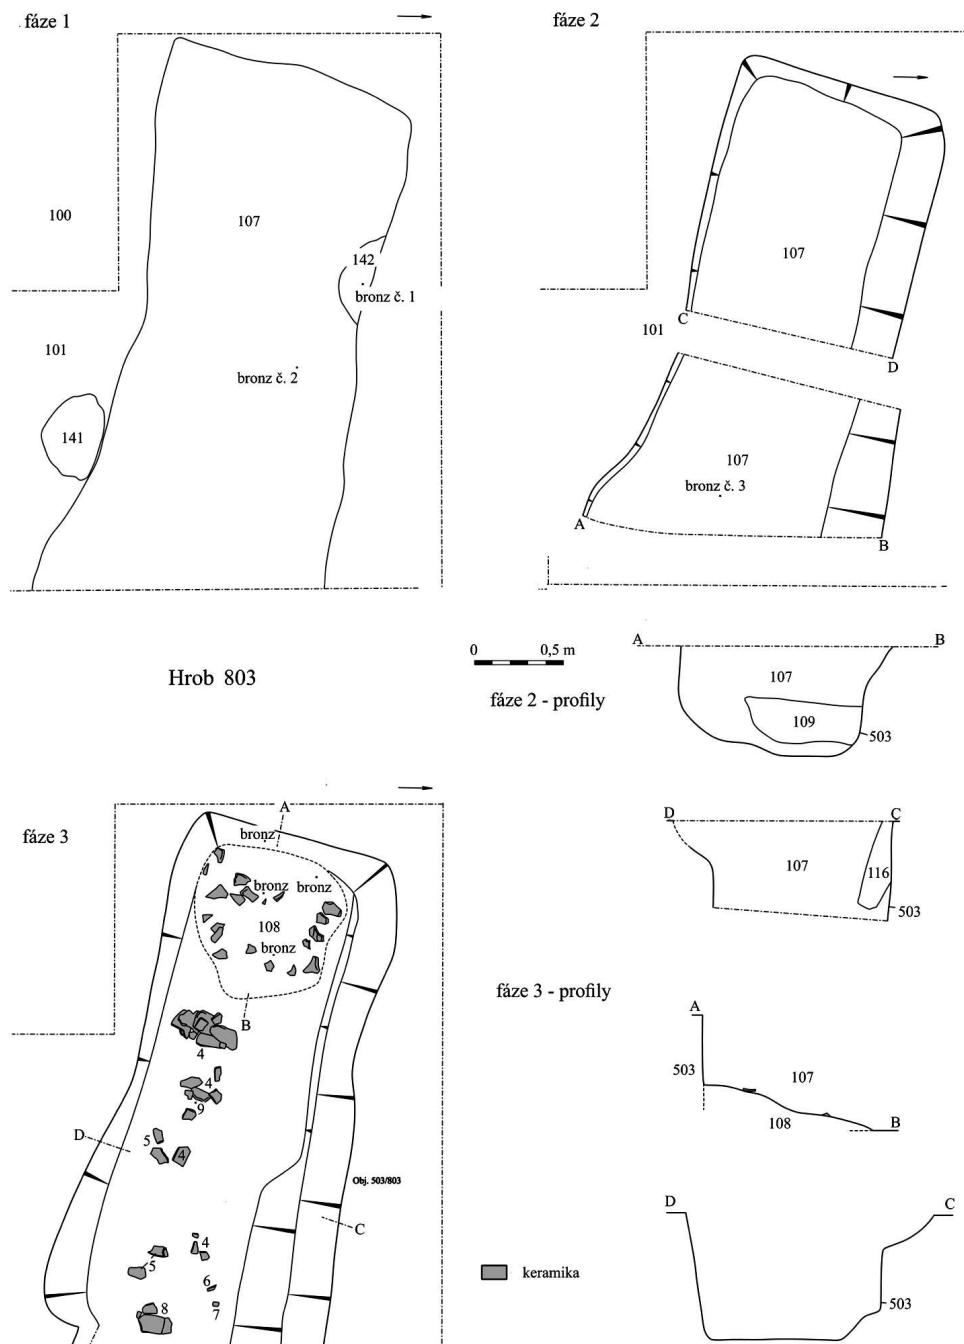 fáze 1
100
107
142
bronz č. 1
101
bronz č. 2
141
fáze 2
107
C
101
D
107
bronz č. 3
A
B
Hrob 803
0 0,5 m
fáze 2 - profily
A B
107
109
503
D C
107
116
503
fáze 3
A
bronz
bronz bronz
108
bronz
B
4
4
9
D
5
4
Obj. 503/803
C
4
5
6
8
7
fáze 3 - profily
A
503
107
108
B
D C
503
keramika